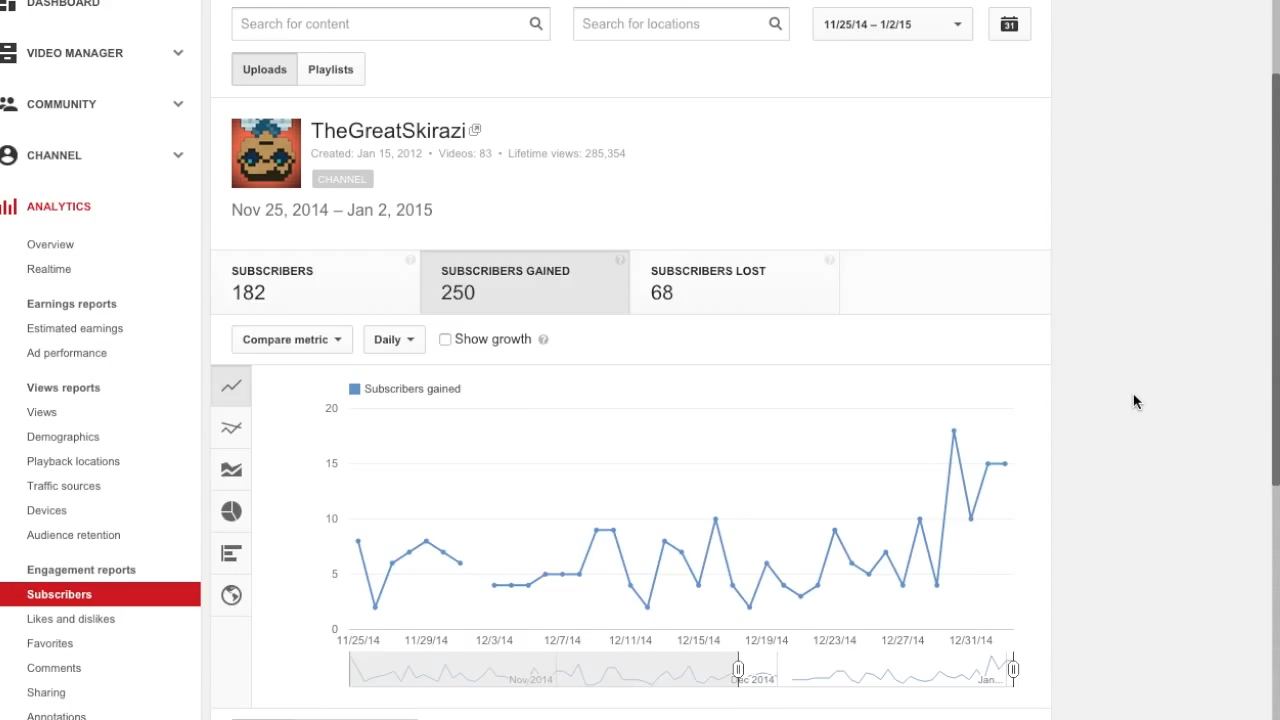 DASHBOARD
VIDEO MANAGER
COMMUNITY
CHANNEL
ANALYTICS
Overview
Realtime
Earnings reports
Estimated earnings
Ad performance
Views reports
Views
Demographics
Playback locations
Traffic sources
Devices
Audience retention
Engagement reports
Subscribers
Likes and dislikes
Favorites
Comments
Sharing
Annotations
Search for content
Search for locations
11/25/14 – 1/2/15
31
Uploads Playlists
TheGreatSkirazi
Created: Jan 15, 2012 • Videos: 83 • Lifetime views: 285,354
CHANNEL
Nov 25, 2014 – Jan 2, 2015
SUBSCRIBERS ?
182
SUBSCRIBERS GAINED ?
250
SUBSCRIBERS LOST ?
68
Compare metric Daily Show growth ?
Subscribers gained
20
15
10
5
0
11/25/14 11/29/14 12/3/14 12/7/14 12/11/14 12/15/14 12/19/14 12/23/14 12/27/14 12/31/14
Nov 2014 Dec 2014 Jan...